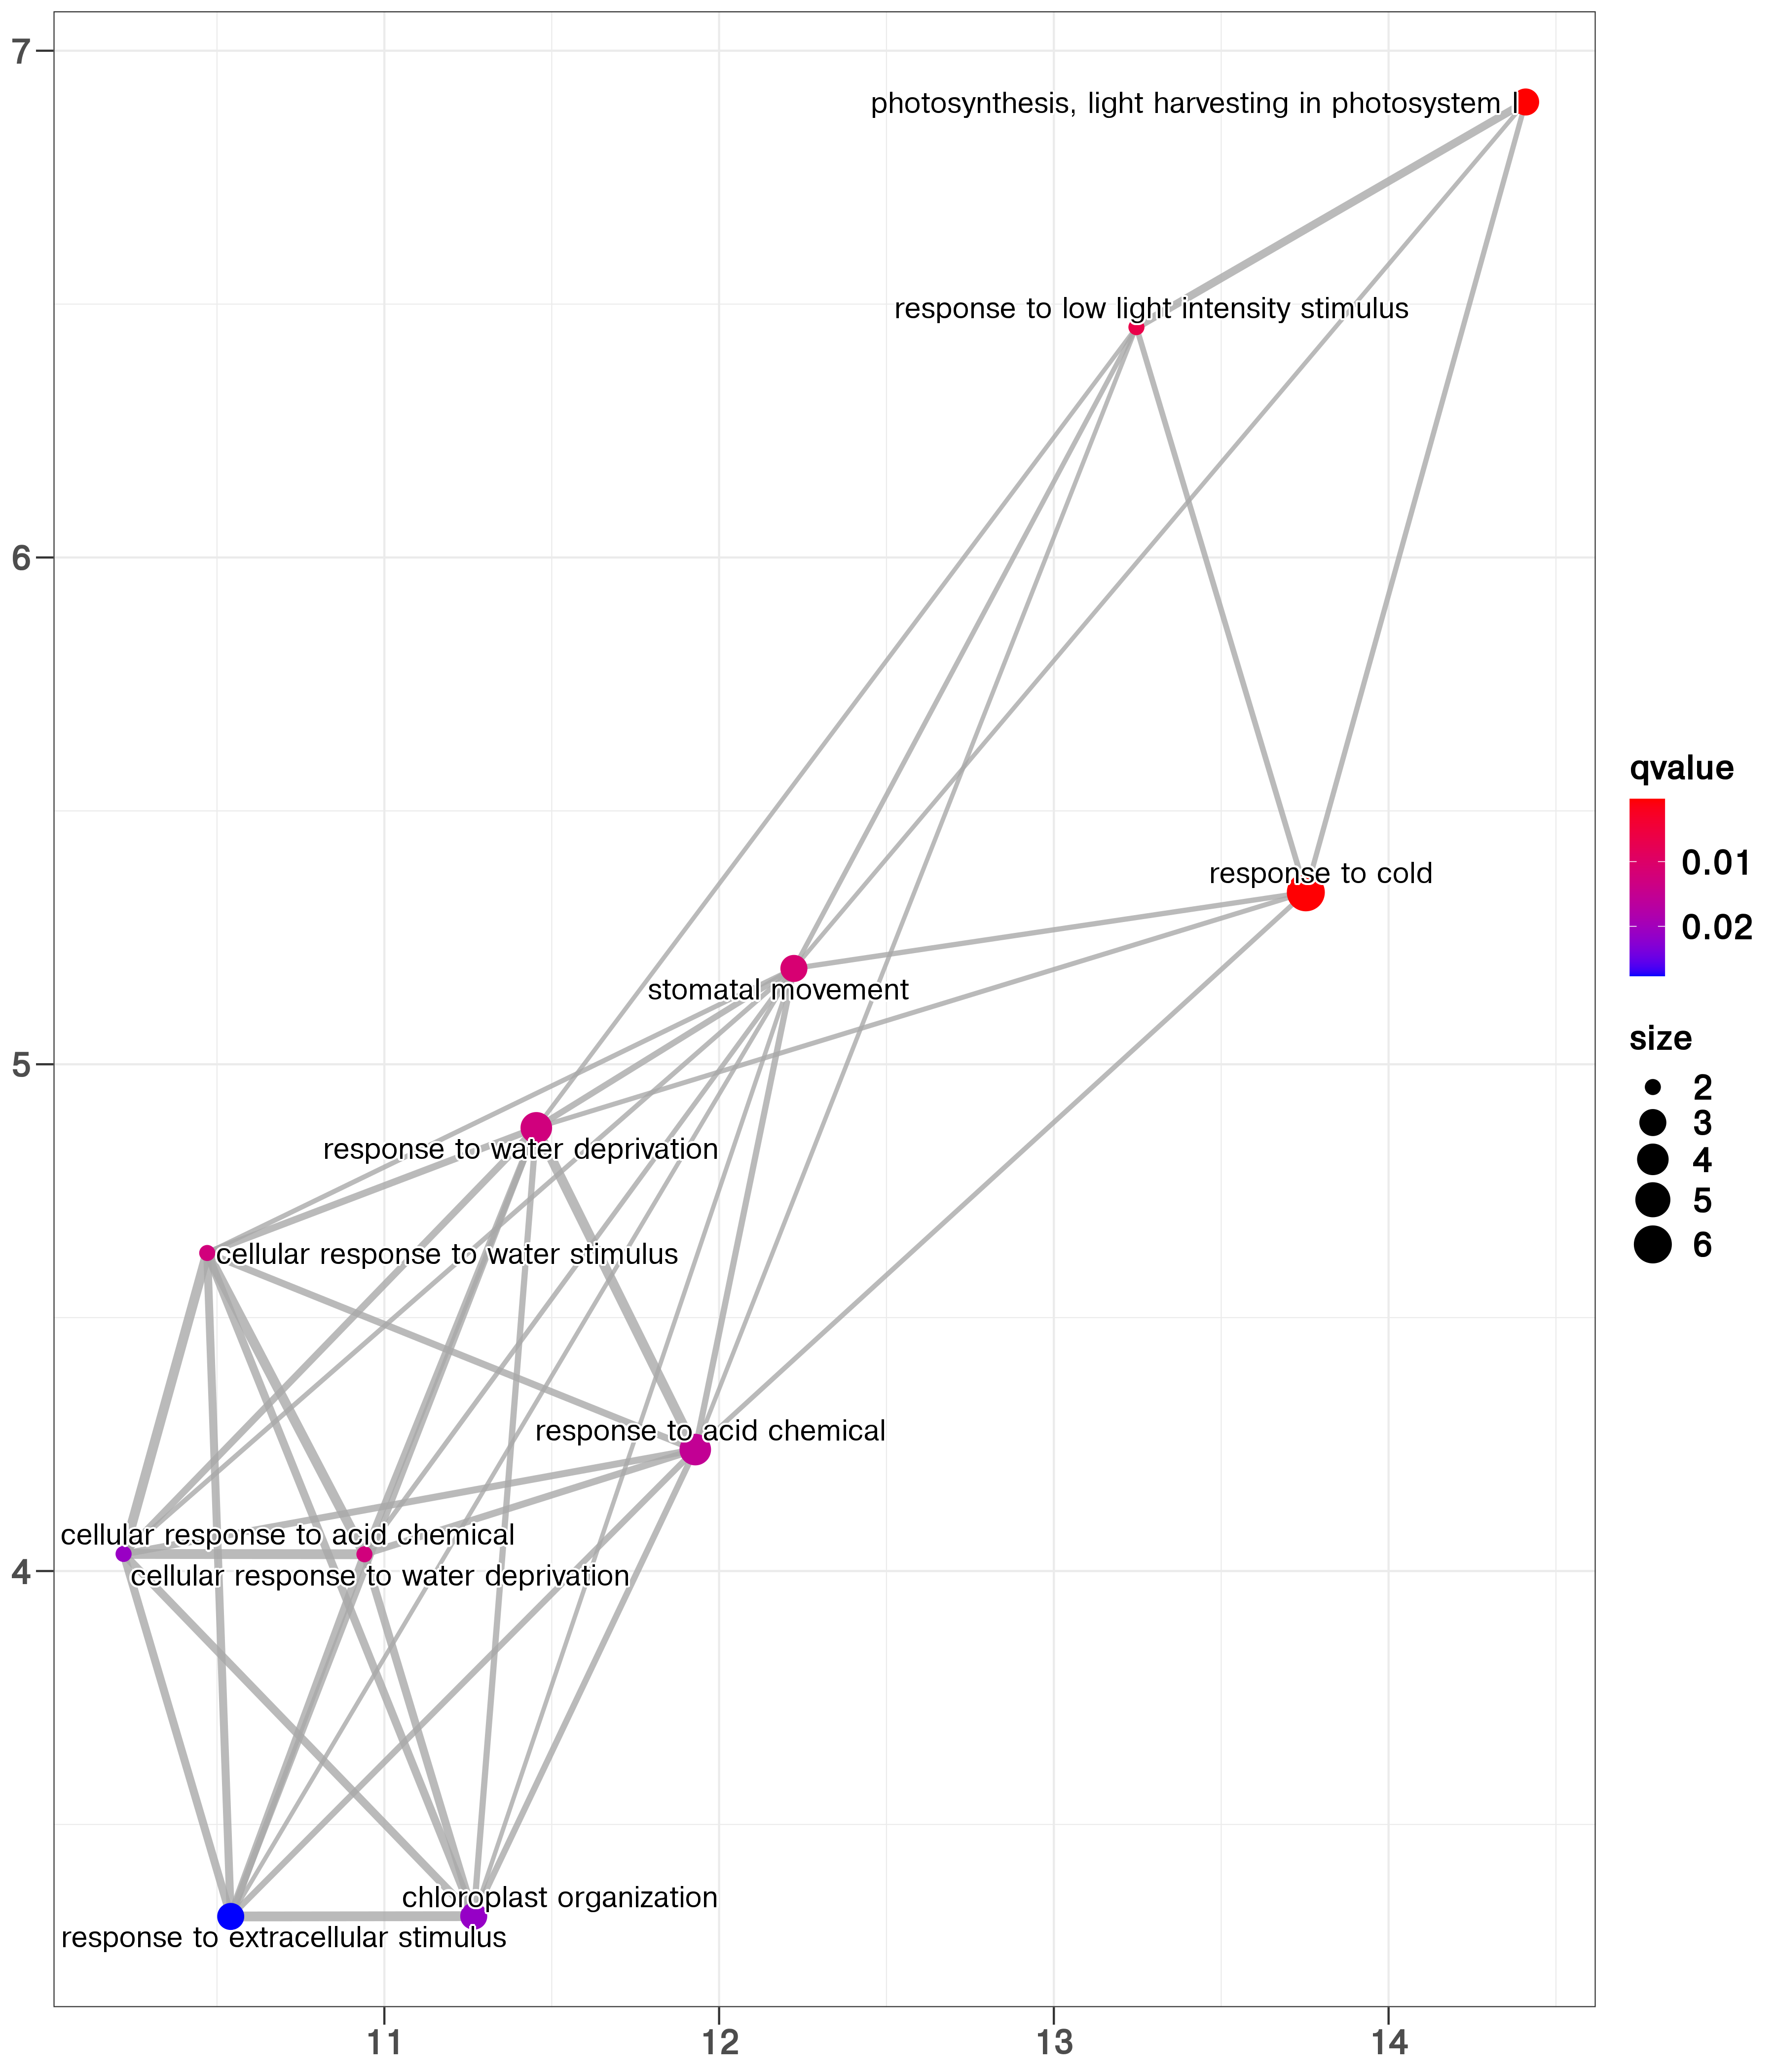 7
photosynthesis, light harvesting in photosystem I
response to low light intensity stimulus
6
qvalue
0.01
0.02
response to cold
stomatal movement
size
2
3
4
5
6
5
response to water deprivation
cellular response to water stimulus
response to acid chemical
cellular response to acid chemical
4
cellular response to water deprivation
chloroplast organization
response to extracellular stimulus
11
12
13
14